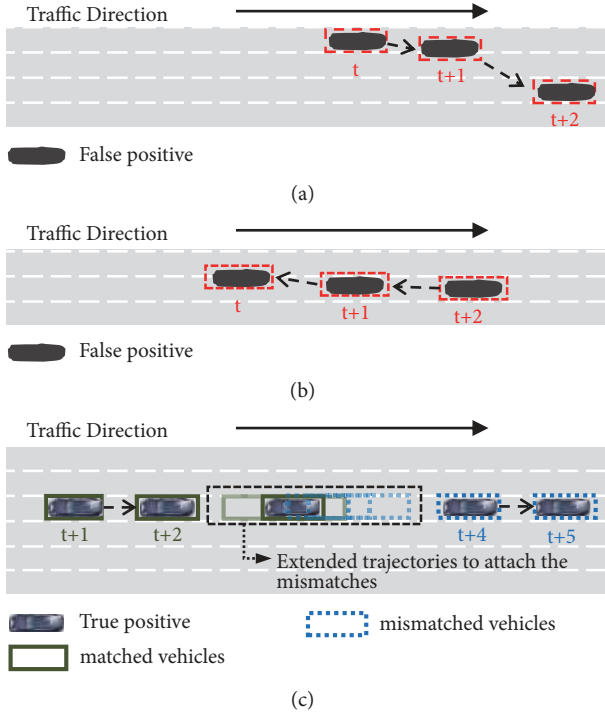 Traffic Direction
t
t+1
t+2
False positive
(a)
Traffic Direction
t
t+1
t+2
False positive
(b)
Traffic Direction
t+1
t+2
t+4
t+5
Extended trajectories to attach the
mismatches
True positive
mismatched vehicles
matched vehicles
(c)